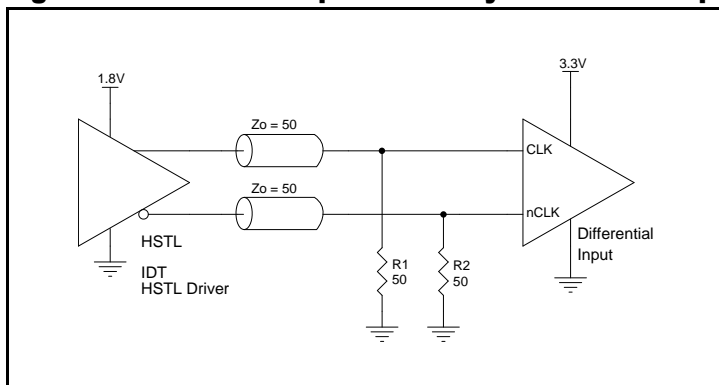 1.8V
3.3V
Zo = 50
CLK
Zo = 50
nCLK
HSTL
Differential
Input
R1
50
R2
50
IDT
HSTL Driver